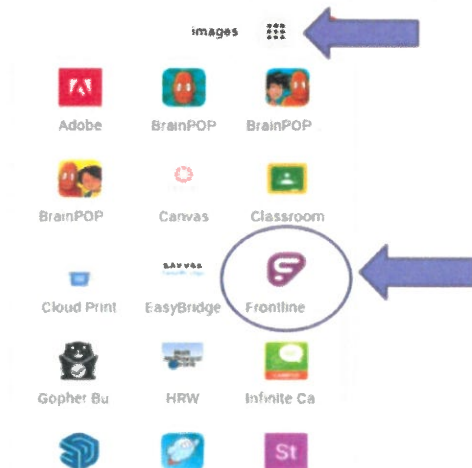 images
Adobe BrainPOP BrainPOP
BrainPOP Canvas Classroom
Cloud Print EasyBridge Frontline
Gopher Bu HRW Infinite Ca
St